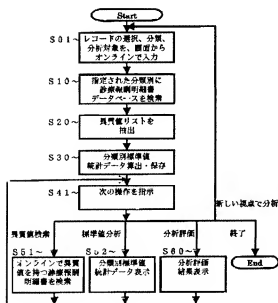 Start
S01
レコードの選択、分類、
分析対象を、画面から
オンラインで入力
S10
指定された分類別に
診療報酬明細書
データベースを検索
S20
異質値リストを
抽出
S30
分類別標準値
統計データ算出・保存
S41
次の操作を指示
新しい視点で分析
異質値検索
標準値分析
分析評価
終了
S51
オンラインで異質
値を持つ診療報酬
明細書を検索
S52
分類別標準値
統計データ表示
S60
分析評価
結果表示
End